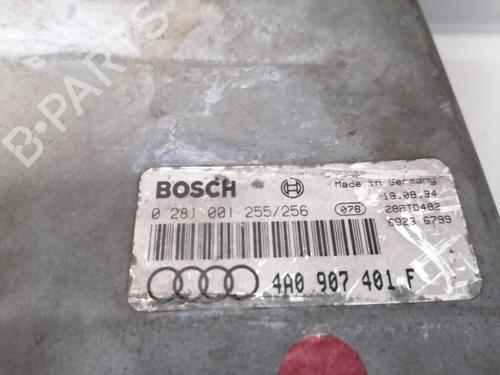 BOSCH
Made in Germany
0 281 001 255/256
078
19.08.94
28RTD482
6923 6799
4A0 907 401 F
B-PARTS